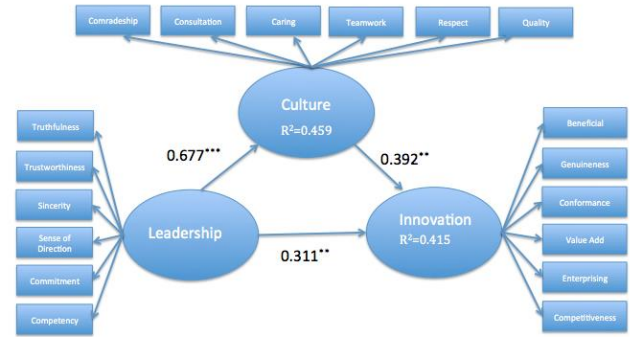 Comradeship
Consultation
Caring
Teamwork
Respect
Quality
Culture
R²=0.459
Truthfulness
Trustworthiness
Sincerity
Sense of
Direction
Commitment
Competency
0.677***
0.392**
Leadership
0.311**
Innovation
R²=0.415
Beneficial
Genuineness
Conformance
Value Add
Enterprising
Competitiveness